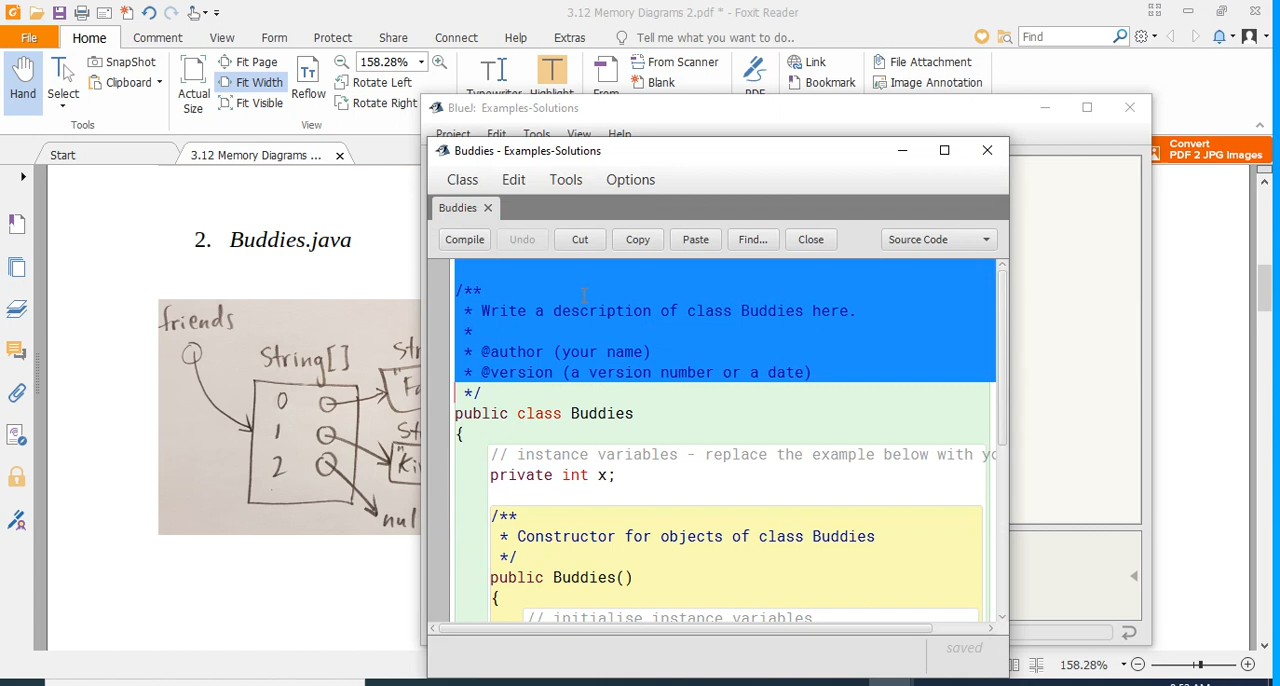 3.12 Memory Diagrams 2.pdf * - Foxit Reader
File Home Comment View Form Protect Share Connect Help Extras Tell me what you want to do.. Find
Hand
Select
SnapShot
Clipboard
Tools
Actual Size
Fit Page
Fit Width
Fit Visible
Reflow
158.28%
Rotate Left
Rotate Right
View
Typewriter Highlight
From
From Scanner
Blank
PDF
Link
Bookmark
File Attachment
Image Annotation
Start
3.12 Memory Diagrams ...
Convert
PDF 2 JPG Images
BlueJ: Examples-Solutions
Project Edit Tools View Help
Buddies - Examples-Solutions
Class Edit Tools Options
Buddies
Compile Undo Cut Copy Paste Find... Close Source Code
/**
* Write a description of class Buddies here.
*
* @author (your name)
* @version (a version number or a date)
*/
public class Buddies
{
// instance variables - replace the example below with yo
private int x;
/**
* Constructor for objects of class Buddies
*/
public Buddies()
{
// initialise instance variables
saved
2. Buddies.java
friends
String[]
0
1
2
158.28%